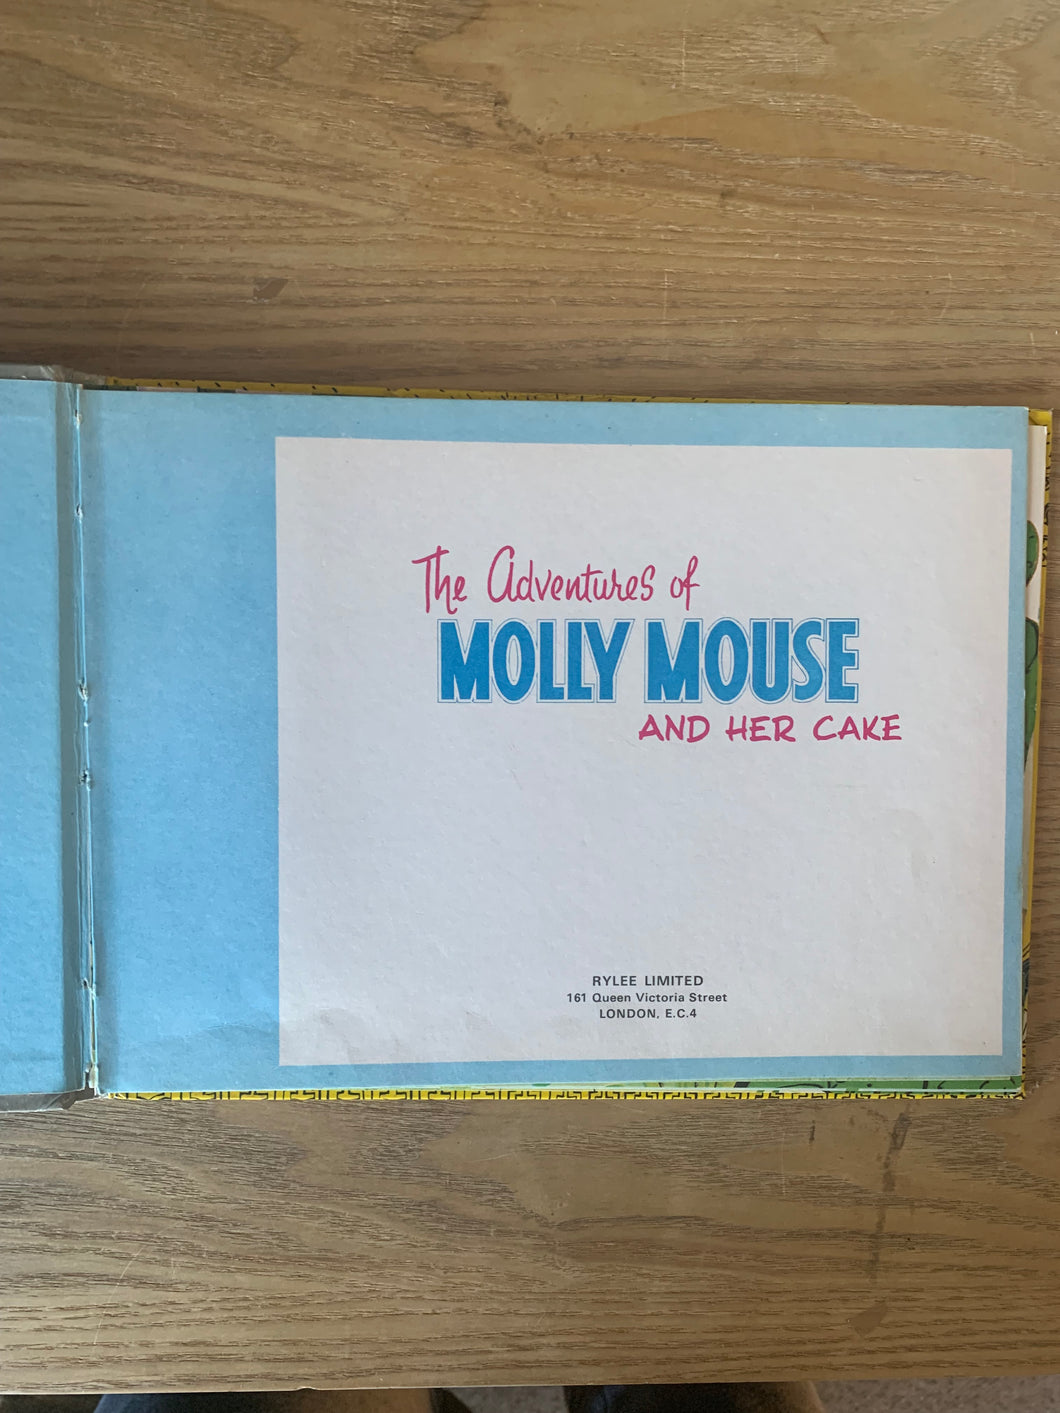 The Adventures of
MOLLY MOUSE
AND HER CAKE
RYLEE LIMITED
161 Queen Victoria Street
LONDON, E.C.4